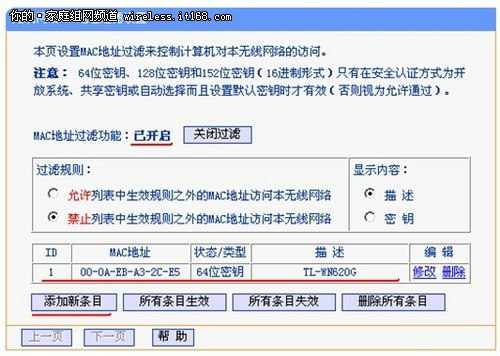 你的·家庭组网频道 wireless.it168.com
本页设置MAC地址过滤来控制计算机对本无线网络的访问。
注意： 64位密钥、128位密钥和152位密钥（16进制形式）只有在安全认证方式为开
放系统、共享密钥或自动选择而且设置默认密钥时才有效（否则视为允许通过）。
MAC地址过滤功能：已开启 关闭过滤
过滤规则： 显示内容：
允许列表中生效规则之外的MAC地址访问本无线网络 描 述
禁止列表中生效规则之外的MAC地址访问本无线网络 密 钥
ID MAC地址 状态/类型 描 述 编 辑
1 00-0A-EB-A3-2C-E5 64位密钥 TL-WN620G 修改 删除
添加新条目 所有条目生效 所有条目失效 删除所有条目
上一页 下一页 帮 助